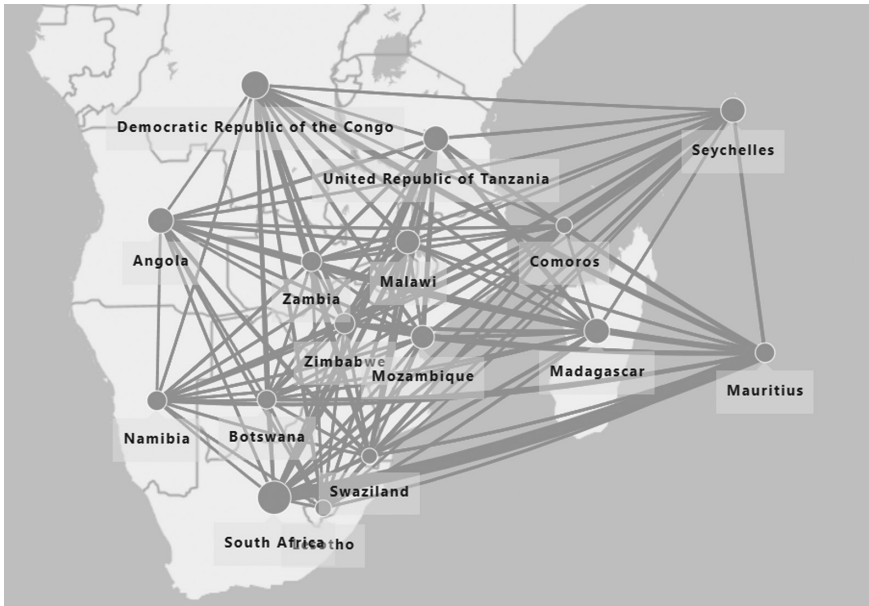 Democratic Republic of the Congo
Seychelles
United Republic of Tanzania
Angola
Comoros
Malawi
Zambia
Zimbabwe
Mozambique
Madagascar
Mauritius
Namibia
Botswana
Swaziland
South Africa
Lesotho